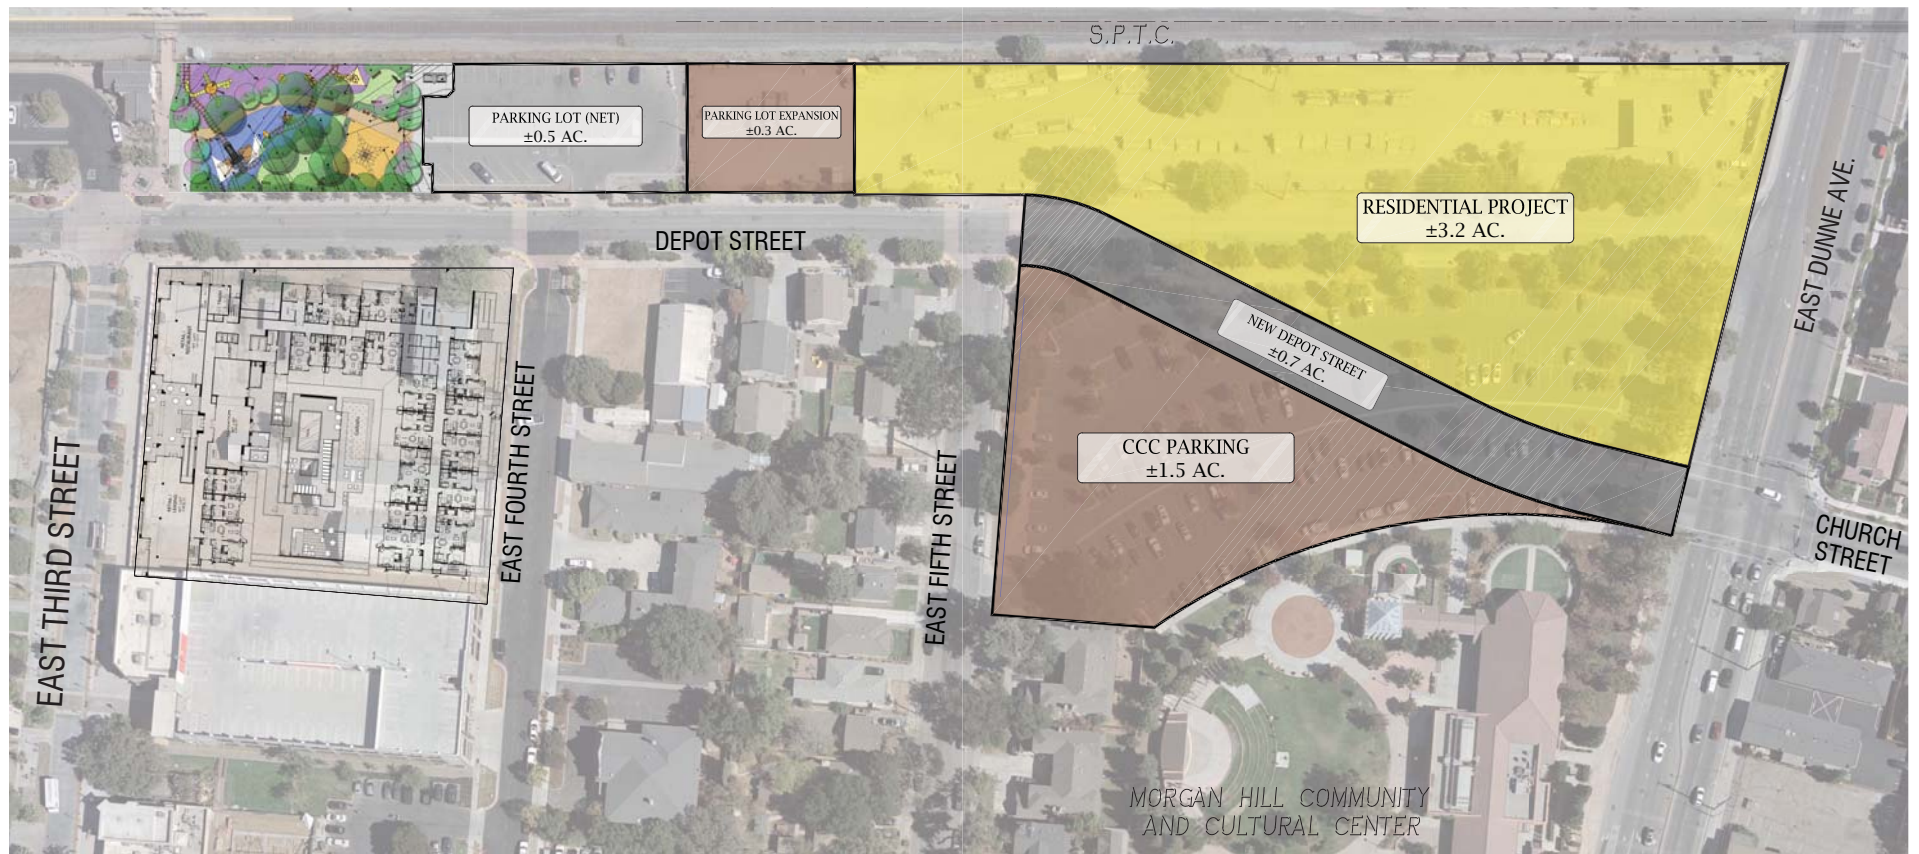 S.P.T.C.
PARKING LOT (NET)
±0.5 AC.
PARKING LOT EXPANSION
±0.3 AC.
RESIDENTIAL PROJECT
±3.2 AC.
EAST DUNNE AVE.
DEPOT STREET
NEW DEPOT STREET
±0.7 AC.
CCC PARKING
±1.5 AC.
EAST THIRD STREET
EAST FOURTH STREET
EAST FIFTH STREET
CHURCH
STREET
MORGAN HILL COMMUNITY
AND CULTURAL CENTER